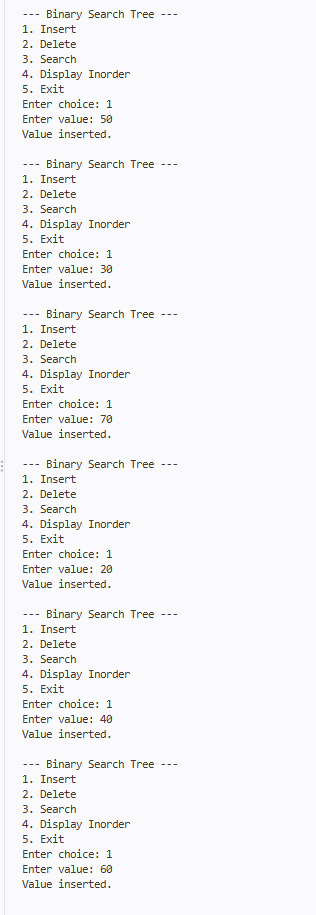 --- Binary Search Tree ---
1. Insert
2. Delete
3. Search
4. Display Inorder
5. Exit
Enter choice: 1
Enter value: 50
Value inserted.

--- Binary Search Tree ---
1. Insert
2. Delete
3. Search
4. Display Inorder
5. Exit
Enter choice: 1
Enter value: 30
Value inserted.

--- Binary Search Tree ---
1. Insert
2. Delete
3. Search
4. Display Inorder
5. Exit
Enter choice: 1
Enter value: 70
Value inserted.

--- Binary Search Tree ---
1. Insert
2. Delete
3. Search
4. Display Inorder
5. Exit
Enter choice: 1
Enter value: 20
Value inserted.

--- Binary Search Tree ---
1. Insert
2. Delete
3. Search
4. Display Inorder
5. Exit
Enter choice: 1
Enter value: 40
Value inserted.

--- Binary Search Tree ---
1. Insert
2. Delete
3. Search
4. Display Inorder
5. Exit
Enter choice: 1
Enter value: 60
Value inserted.